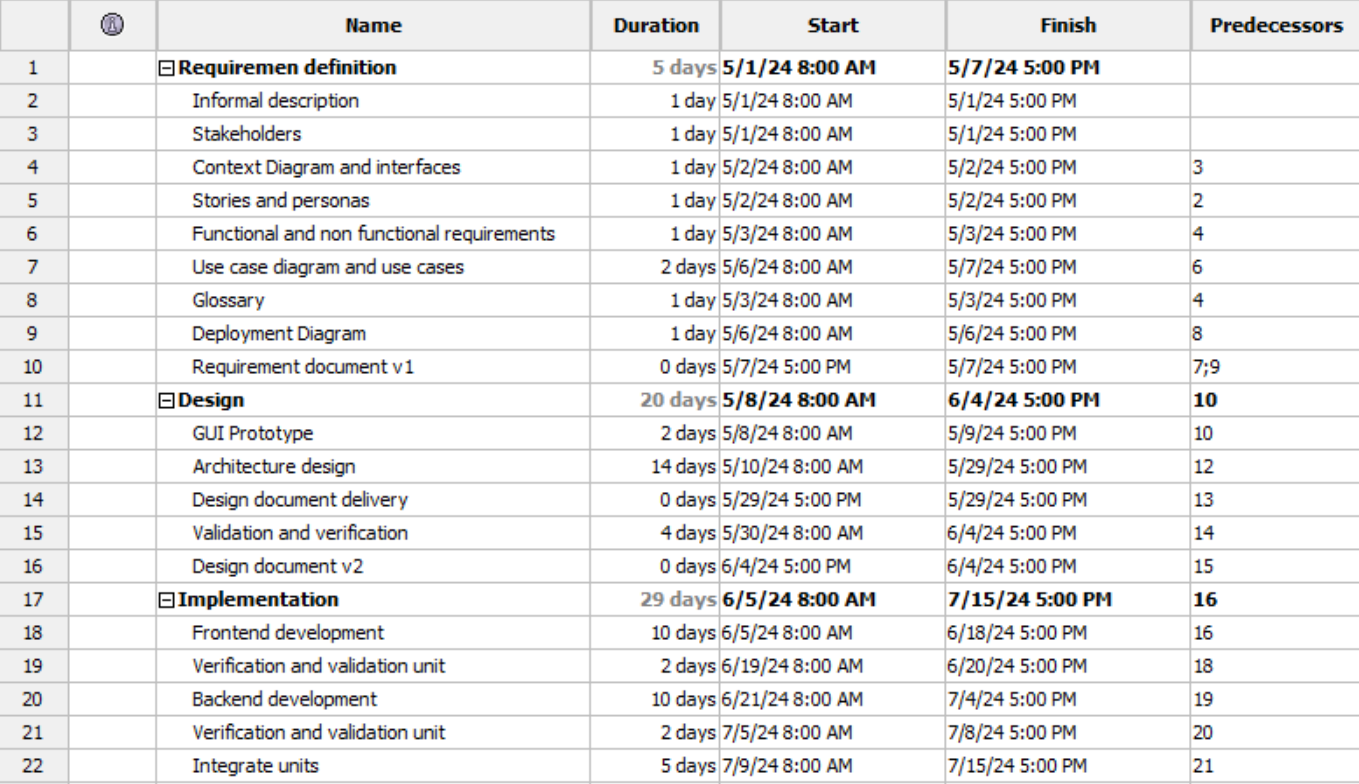 Name Duration Start Finish Predecessors
1 Requiremen definition 5 days 5/1/24 8:00 AM 5/7/24 5:00 PM
2 Informal description 1 day 5/1/24 8:00 AM 5/1/24 5:00 PM
3 Stakeholders 1 day 5/1/24 8:00 AM 5/1/24 5:00 PM
4 Context Diagram and interfaces 1 day 5/2/24 8:00 AM 5/2/24 5:00 PM 3
5 Stories and personas 1 day 5/2/24 8:00 AM 5/2/24 5:00 PM 2
6 Functional and non functional requirements 1 day 5/3/24 8:00 AM 5/3/24 5:00 PM 4
7 Use case diagram and use cases 2 days 5/6/24 8:00 AM 5/7/24 5:00 PM 6
8 Glossary 1 day 5/3/24 8:00 AM 5/3/24 5:00 PM 4
9 Deployment Diagram 1 day 5/6/24 8:00 AM 5/6/24 5:00 PM 8
10 Requirement document v1 0 days 5/7/24 5:00 PM 5/7/24 5:00 PM 7;9
11 Design 20 days 5/8/24 8:00 AM 6/4/24 5:00 PM 10
12 GUI Prototype 2 days 5/8/24 8:00 AM 5/9/24 5:00 PM 10
13 Architecture design 14 days 5/10/24 8:00 AM 5/29/24 5:00 PM 12
14 Design document delivery 0 days 5/29/24 5:00 PM 5/29/24 5:00 PM 13
15 Validation and verification 4 days 5/30/24 8:00 AM 6/4/24 5:00 PM 14
16 Design document v2 0 days 6/4/24 5:00 PM 6/4/24 5:00 PM 15
17 Implementation 29 days 6/5/24 8:00 AM 7/15/24 5:00 PM 16
18 Frontend development 10 days 6/5/24 8:00 AM 6/18/24 5:00 PM 16
19 Verification and validation unit 2 days 6/19/24 8:00 AM 6/20/24 5:00 PM 18
20 Backend development 10 days 6/21/24 8:00 AM 7/4/24 5:00 PM 19
21 Verification and validation unit 2 days 7/5/24 8:00 AM 7/8/24 5:00 PM 20
22 Integrate units 5 days 7/9/24 8:00 AM 7/15/24 5:00 PM 21